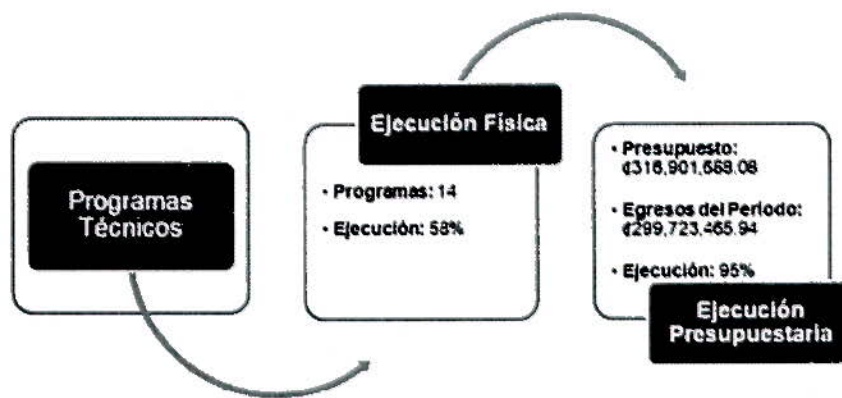 Programas
Técnicos
Ejecución Física
• Programas: 14
• Ejecución: 58%
• Presupuesto:
₡316,901,668.08
• Egresos del Periodo:
₡299,723,465.94
• Ejecución: 95%
Ejecución
Presupuestaria